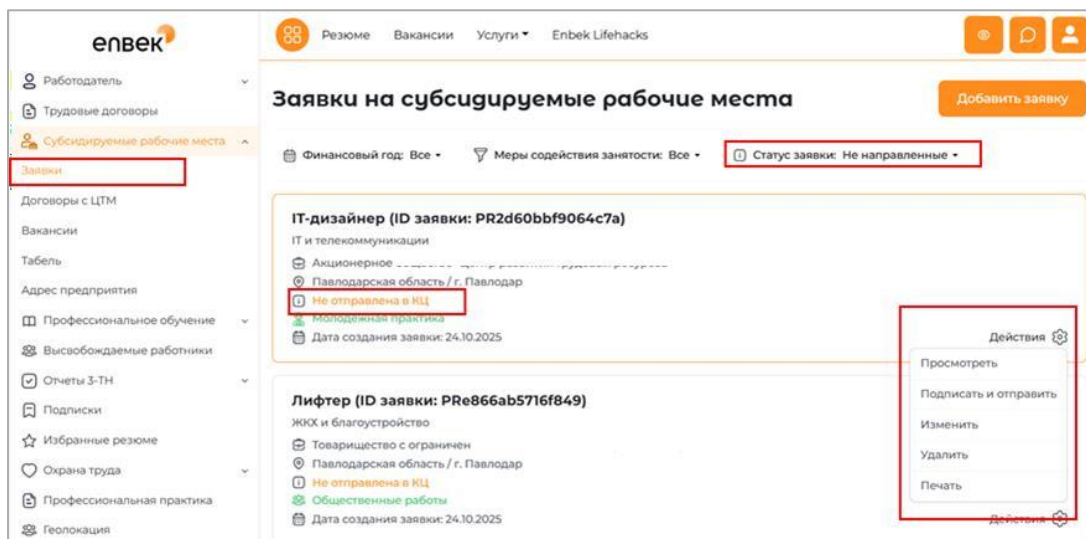 enbek
Резюме Вакансии Услуги Enbek Lifehacks
Работодатель
Трудовые договоры
Субсидируемые рабочие места
Заявки
Договоры с ЦТМ
Вакансии
Табель
Адрес предприятия
Профессиональное обучение
Высвобождаемые работники
Отчеты 3-ТН
Подписки
Избранные резюме
Охрана труда
Профессиональная практика
Геолокация
Заявки на субсидируемые рабочие места
Добавить заявку
Финансовый год: Все Меры содействия занятости: Все Статус заявки: Не направленные
IT-дизайнер (ID заявки: PR2d60bbf9064c7a)
IT и телекоммуникации
Акционерное
Павлодарская область / г. Павлодар
Не отправлена в КЦ
Молодежная практика
Дата создания заявки: 24.10.2025
Действия
Просмотреть
Подписать и отправить
Изменить
Удалить
Печать
Лифтер (ID заявки: PRe866ab5716f849)
ЖКХ и благоустройство
Товарищество с ограничен
Павлодарская область / г. Павлодар
Не отправлена в КЦ
Общественные работы
Дата создания заявки: 24.10.2025
Действия